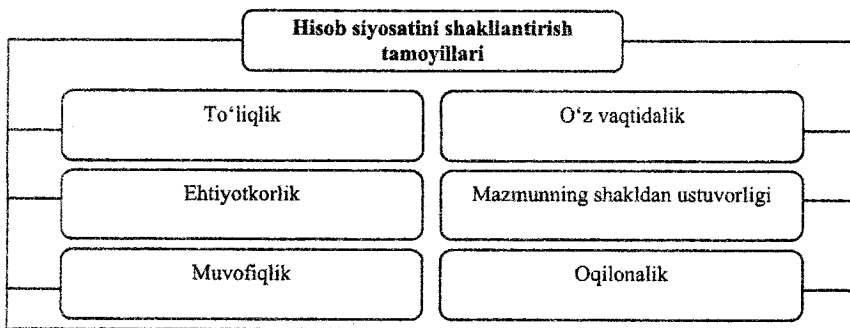 Hisob siyosatini shakllantirish
tamoyillari
To‘liqlik
O‘z vaqtidalik
Ehtiyotkorlik
Mazmunning shakldan ustuvorligi
Muvofiqlik
Oqilonalik